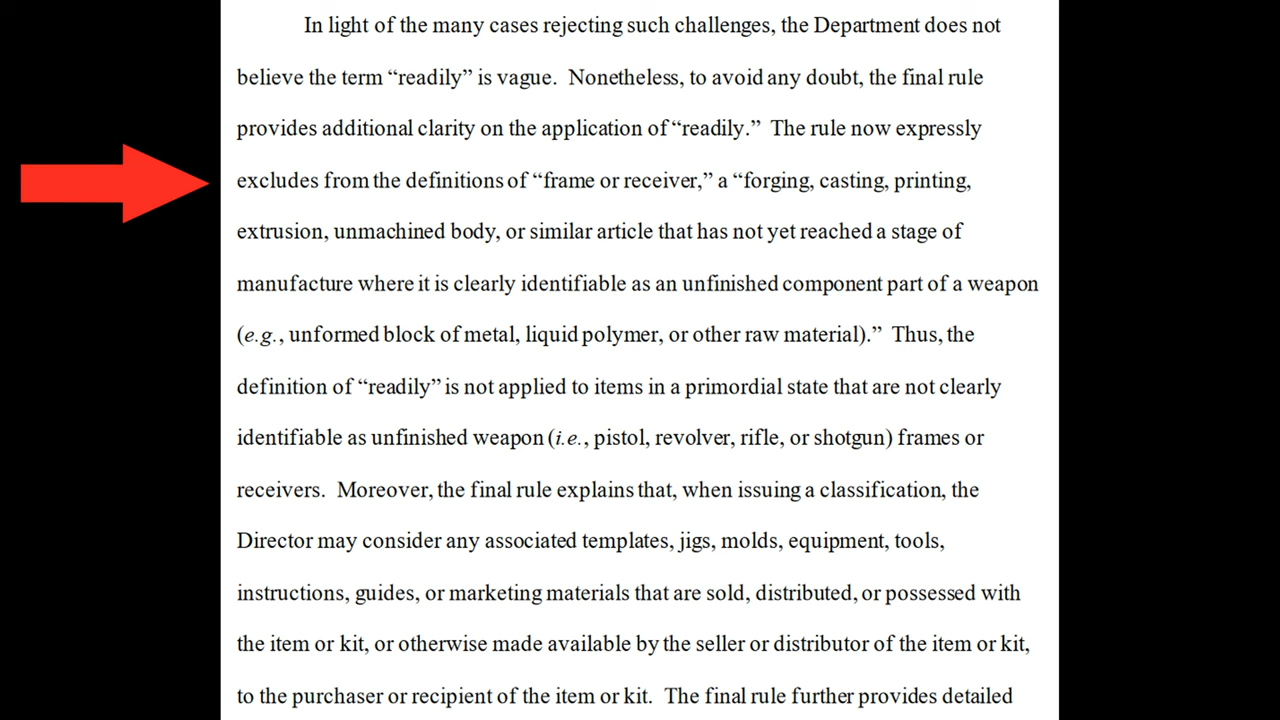 In light of the many cases rejecting such challenges, the Department does not
believe the term “readily” is vague.  Nonetheless, to avoid any doubt, the final rule
provides additional clarity on the application of “readily.”  The rule now expressly
excludes from the definitions of “frame or receiver,” a “forging, casting, printing,
extrusion, unmachined body, or similar article that has not yet reached a stage of
manufacture where it is clearly identifiable as an unfinished component part of a weapon
(e.g., unformed block of metal, liquid polymer, or other raw material).”  Thus, the
definition of “readily” is not applied to items in a primordial state that are not clearly
identifiable as unfinished weapon (i.e., pistol, revolver, rifle, or shotgun) frames or
receivers.  Moreover, the final rule explains that, when issuing a classification, the
Director may consider any associated templates, jigs, molds, equipment, tools,
instructions, guides, or marketing materials that are sold, distributed, or possessed with
the item or kit, or otherwise made available by the seller or distributor of the item or kit,
to the purchaser or recipient of the item or kit.  The final rule further provides detailed